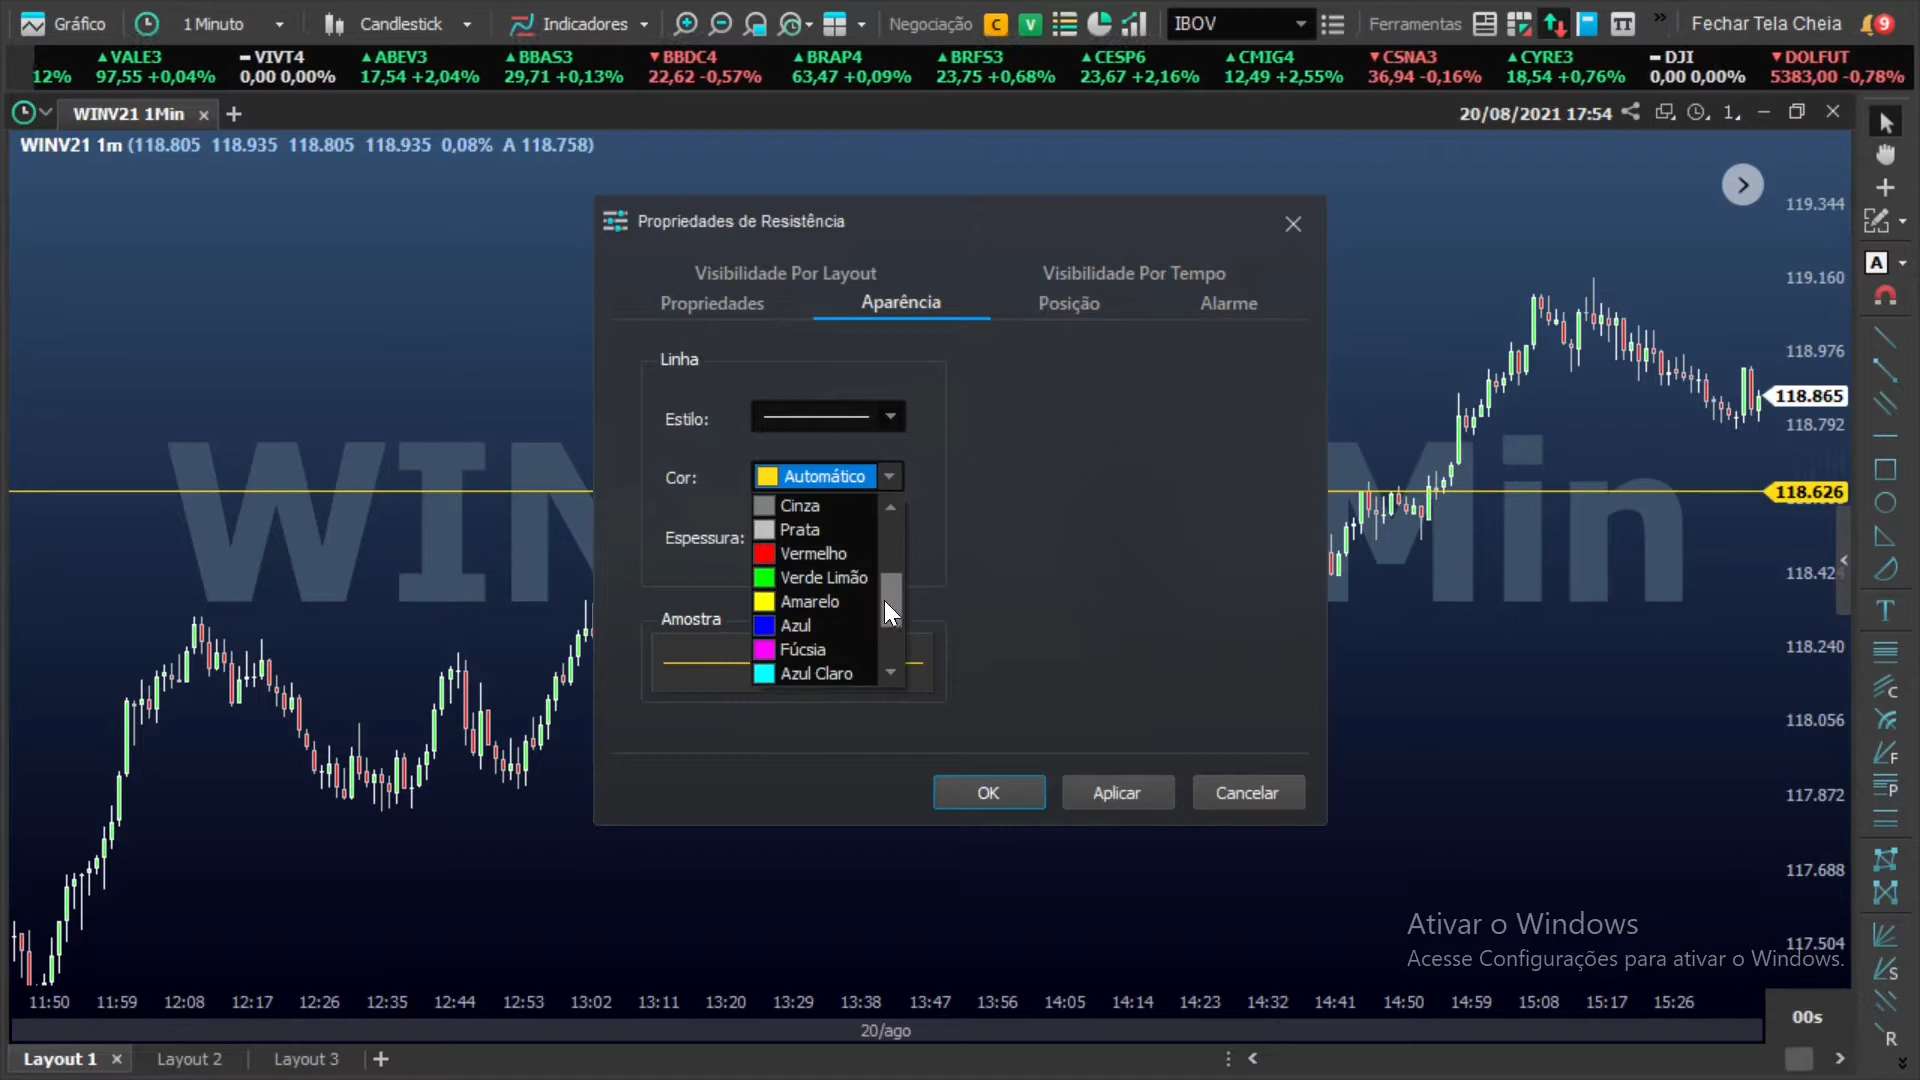 Gráfico 1 Minuto Candlestick Indicadores Negociação C V IBOV Ferramentas TT » Fechar Tela Cheia 9
VALE3 VIVT4 ABEV3 BBAS3 BBDC4 BRAP4 BRFS3 CESP6 CMIG4 CSNA3 CYRE3 DJI DOLFUT
12% 97,55 +0,04% 0,00 0,00% 17,54 +2,04% 29,71 +0,13% 22,62 -0,57% 63,47 +0,09% 23,75 +0,68% 23,67 +2,16% 12,49 +2,55% 36,94 -0,16% 18,54 +0,76% 0,00 0,00% 5383,00 -0,78%
WINV21 1Min 20/08/2021 17:54 1
WINV21 1m (118.805 118.935 118.805 118.935 0,08% A 118.758)
119.344
Propriedades de Resistência
Visibilidade Por Layout Visibilidade Por Tempo
Propriedades Aparência Posição Alarme
119.160
118.976
Linha
118.865
118.792
Estilo:
Cor: Automático
118.626
Cinza
Prata
Espessura:
Vermelho
Verde Limão
Amarelo
Azul
Fúcsia
Azul Claro
Amostra
118.424
118.240
118.056
OK Aplicar Cancelar
117.872
117.688
117.504
Ativar o Windows
Acesse Configurações para ativar o Windows.
11:50 11:59 12:08 12:17 12:26 12:35 12:44 12:53 13:02 13:11 13:20 13:29 13:38 13:47 13:56 14:05 14:14 14:23 14:32 14:41 14:50 14:59 15:08 15:17 15:26
00s
20/ago
Layout 1 Layout 2 Layout 3
A
T
C
F
P
S
R